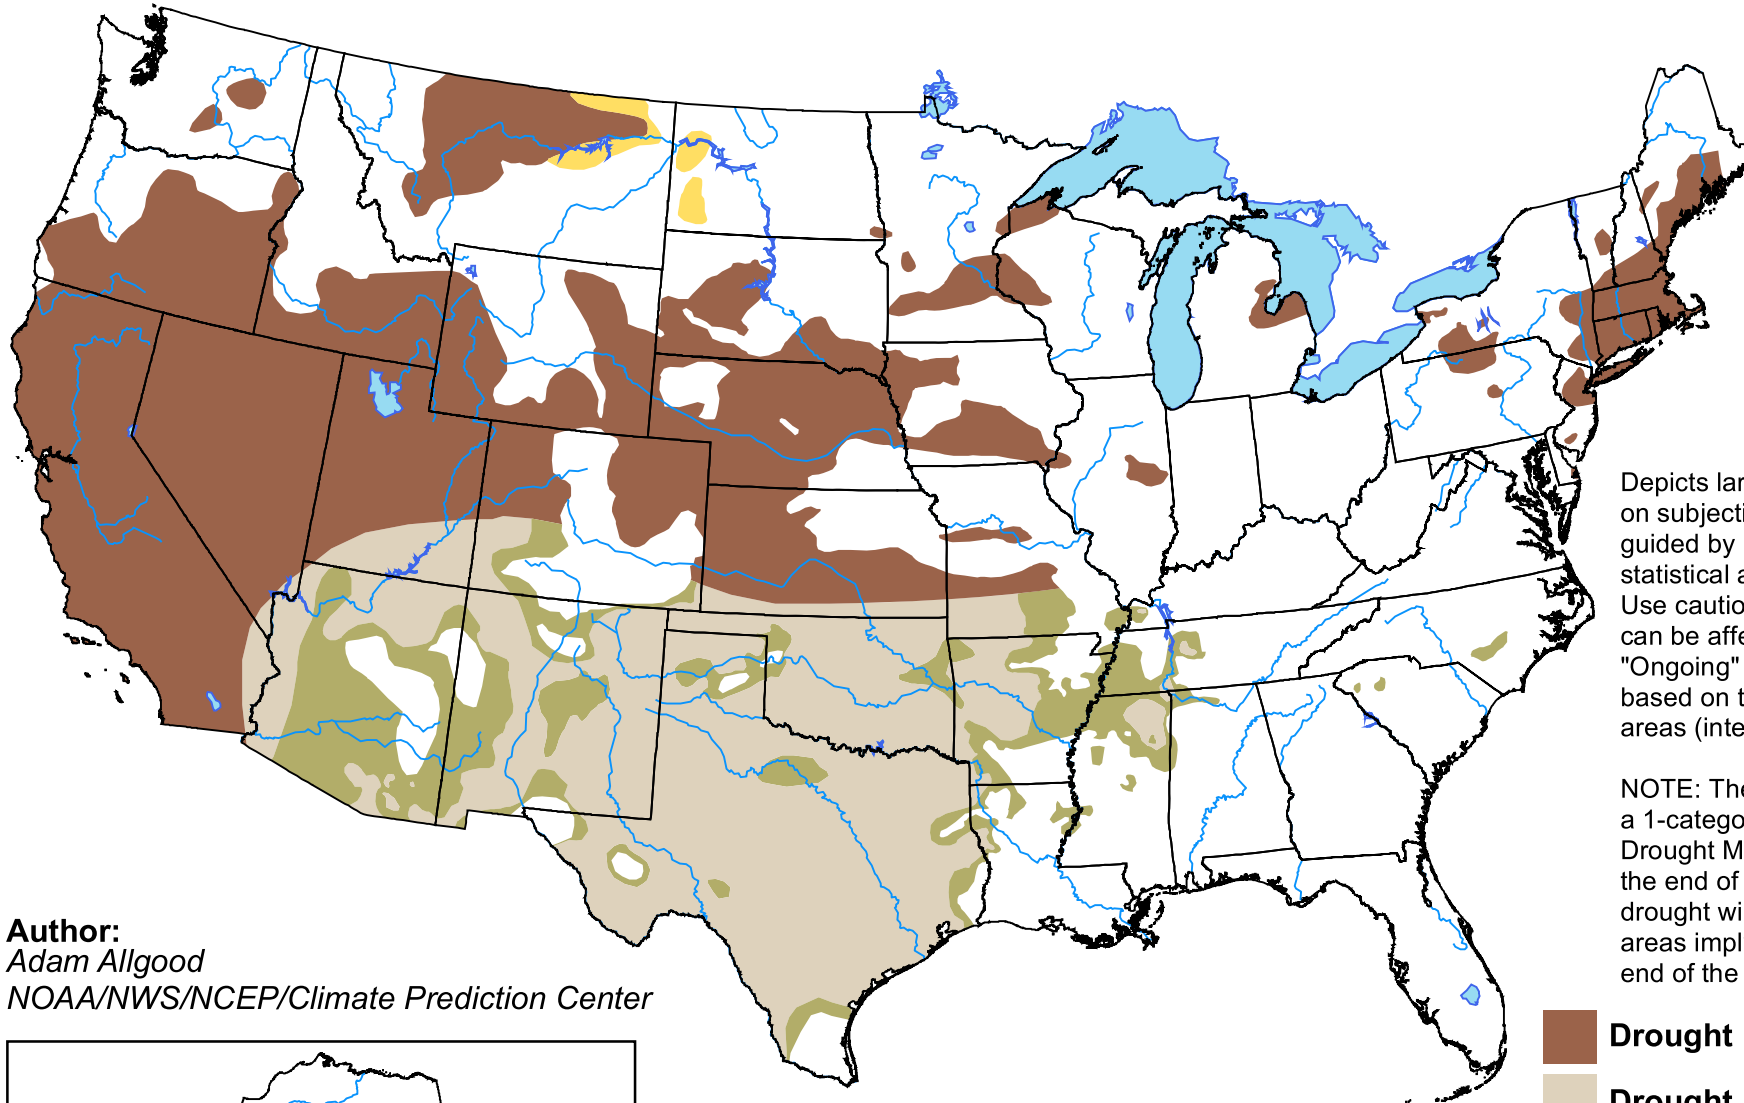 Author:
Adam Allgood
NOAA/NWS/NCEP/Climate Prediction Center
Depicts lar
on subjecti
guided by
statistical a
Use cautio
can be affe
"Ongoing"
based on t
areas (inte
NOTE: The
a 1-catego
Drought M
the end of
drought wi
areas impl
end of the
Drought
Drought